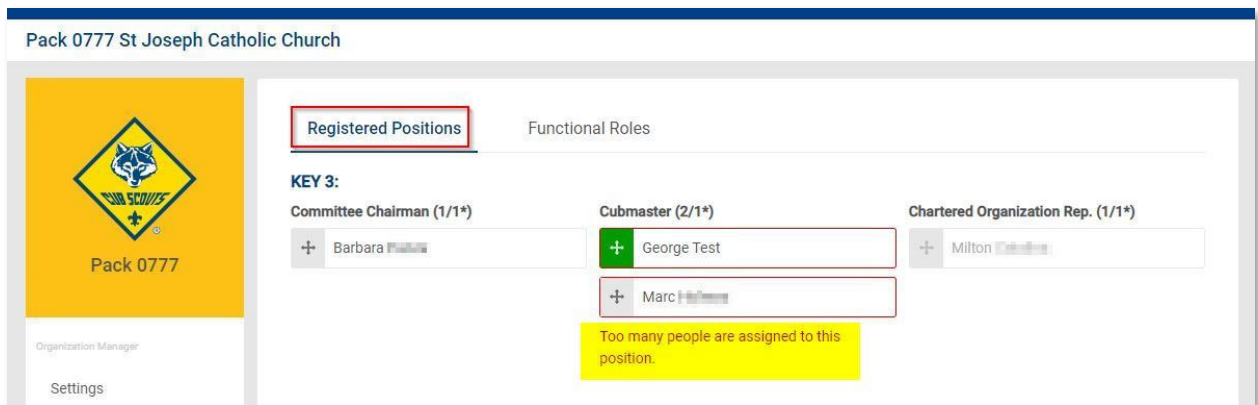 Pack 0777 St Joseph Catholic Church
CUB SCOUTS
®
Pack 0777
Organization Manager
Settings
Registered Positions
Functional Roles
KEY 3:
Committee Chairman (1/1*)
Barbara
Cubmaster (2/1*)
George Test
Marc
Too many people are assigned to this
position.
Chartered Organization Rep. (1/1*)
Milton